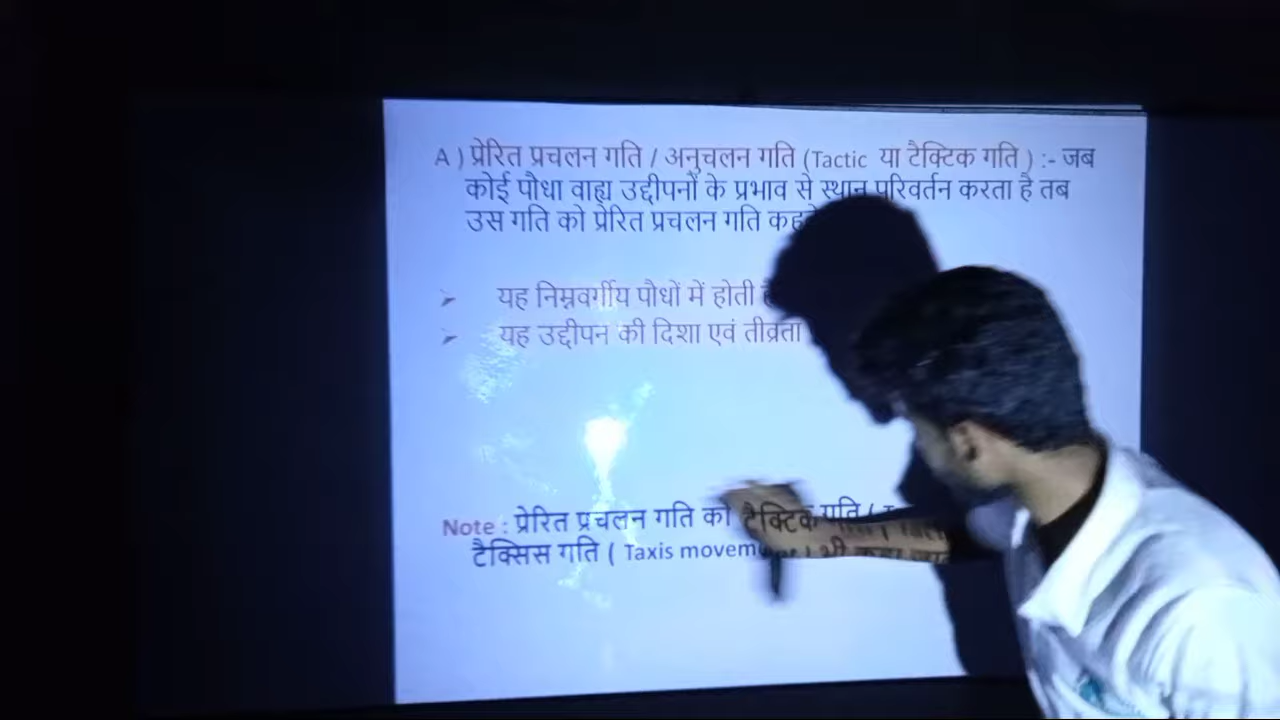 A ) प्रेरित प्रचलन गति / अनुचलन गति (Tactic या टैक्टिक गति ) :- जब
कोई पौधा वाह्य उद्दीपनों के प्रभाव से स्थान परिवर्तन करता है तब
उस गति को प्रेरित प्रचलन गति
यह निम्नवर्गीय पौधों में होती
यह उद्दीपन की दिशा एवं तीव्रता
Note : प्रेरित प्रचलन गति को टैक्टिक गति (
टैक्सिस गति ( Taxis